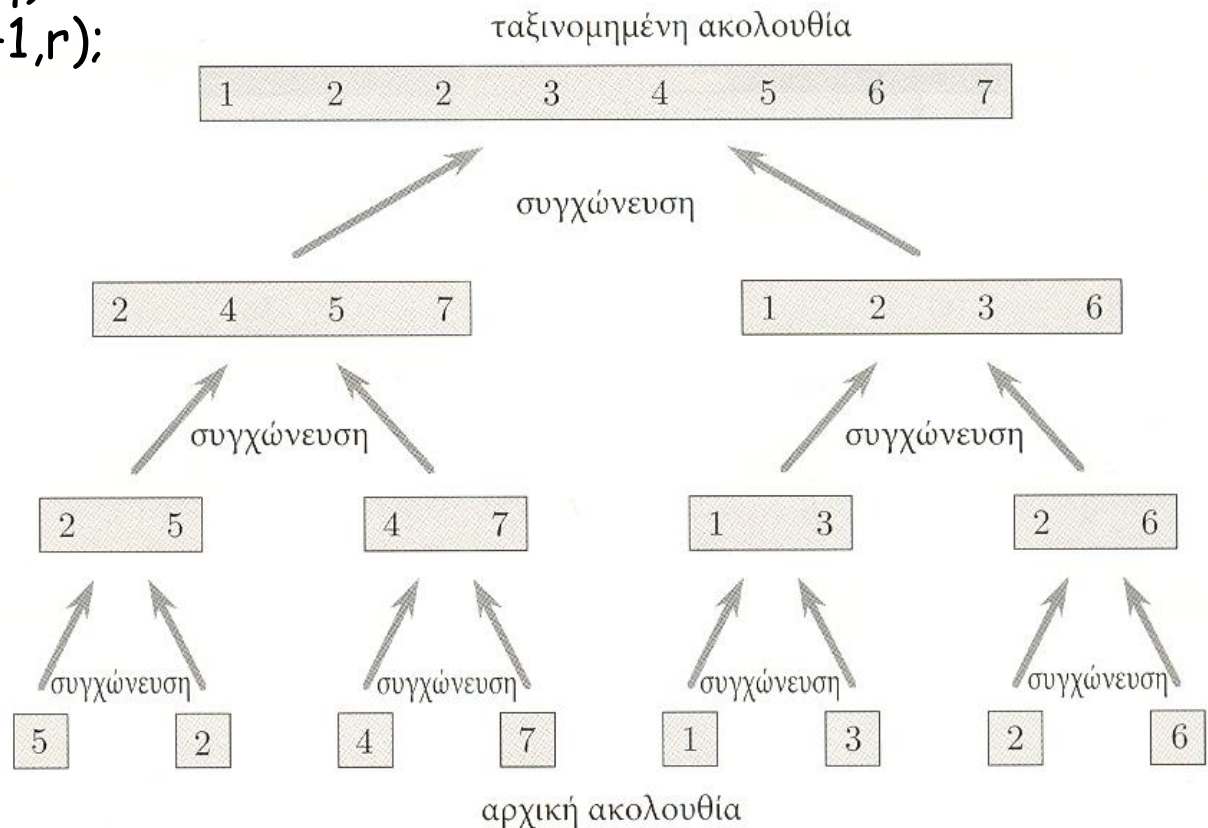 -1,r);
ταξινομημένη ακολουθία
1 2 2 3 4 5 6 7
συγχώνευση
2 4 5 7 1 2 3 6
συγχώνευση συγχώνευση
2 5 4 7 1 3 2 6
συγχώνευση συγχώνευση συγχώνευση συγχώνευση
5 2 4 7 1 3 2 6
αρχική ακολουθία